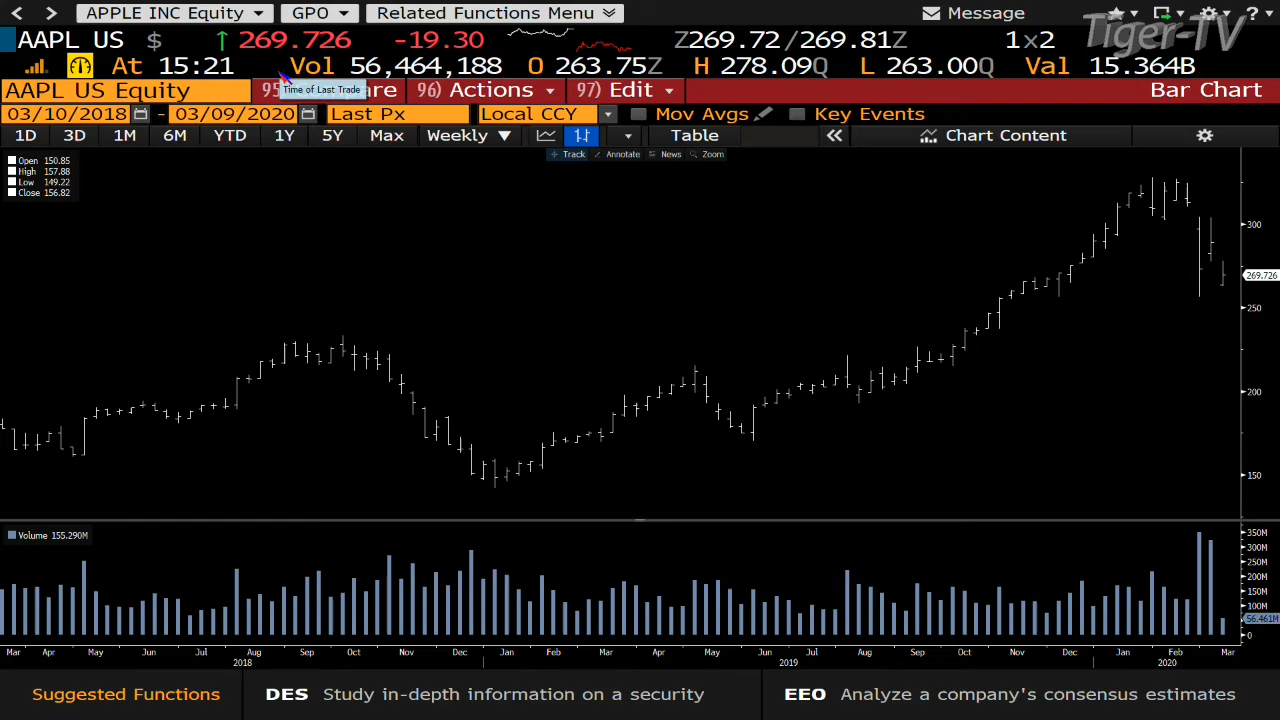 APPLE INC Equity GPO Related Functions Menu Message ?
Tiger-TV
AAPL US $ ↑ 269.726 -19.30 Z269.72/269.81Z 1x2
At 15:21 Vol 56,464,188 O 263.75Z H 278.09Q L 263.00Q Val 15.364B
AAPL US Equity 96) Actions 97) Edit Bar Chart
Time of Last Trade
03/10/2018 - 03/09/2020 Last Px Local CCY Mov Avgs Key Events
1D 3D 1M 6M YTD 1Y 5Y Max Weekly ▼ Table « Chart Content
Track Annotate News Zoom
Open 150.85
High 157.88
Low 149.22
Close 156.82
300
269.726
250
200
150
Volume 155.290M
350M
300M
250M
200M
150M
100M
56.461M
0
Mar Apr May Jun Jul Aug Sep Oct Nov Dec Jan Feb Mar Apr May Jun Jul Aug Sep Oct Nov Dec Jan Feb Mar
2018 2019 2020
Suggested Functions DES Study in-depth information on a security EEO Analyze a company's consensus estimates